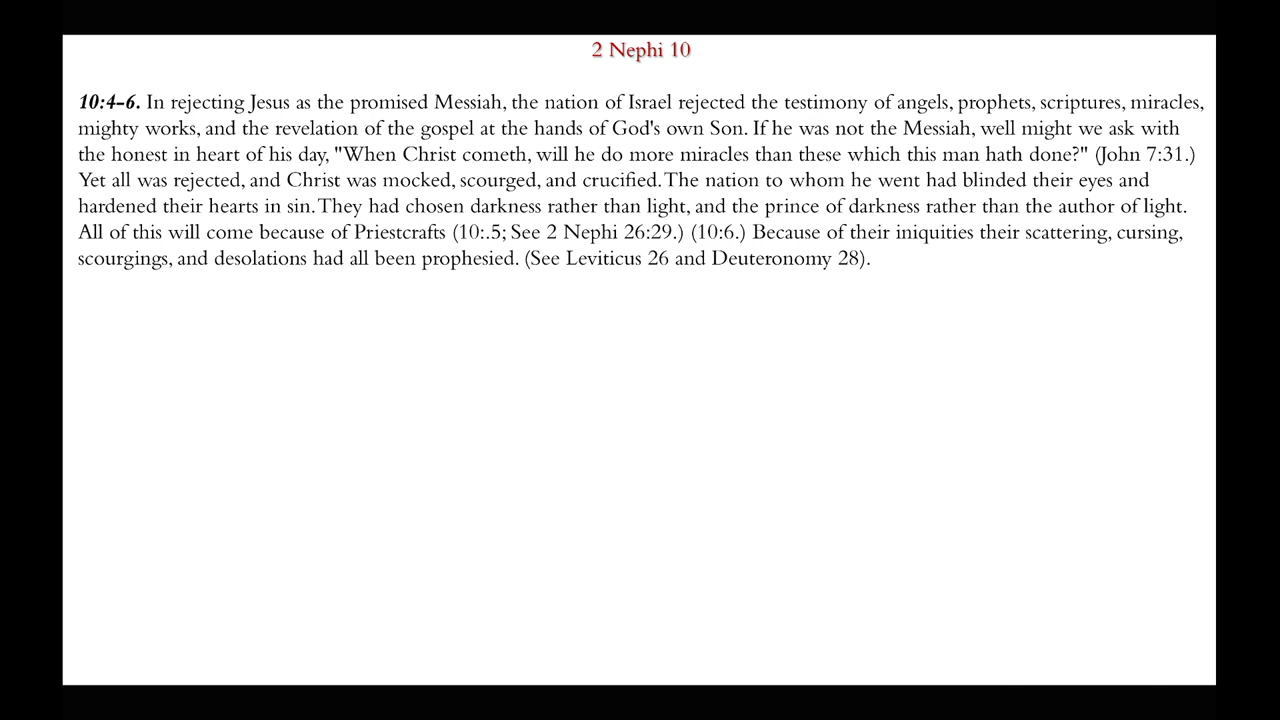 2 Nephi 10
10:4-6. In rejecting Jesus as the promised Messiah, the nation of Israel rejected the testimony of angels, prophets, scriptures, miracles,
mighty works, and the revelation of the gospel at the hands of God's own Son. If he was not the Messiah, well might we ask with
the honest in heart of his day, "When Christ cometh, will he do more miracles than these which this man hath done?" (John 7:31.)
Yet all was rejected, and Christ was mocked, scourged, and crucified. The nation to whom he went had blinded their eyes and
hardened their hearts in sin. They had chosen darkness rather than light, and the prince of darkness rather than the author of light.
All of this will come because of Priestcrafts (10:.5; See 2 Nephi 26:29.) (10:6.) Because of their iniquities their scattering, cursing,
scourgings, and desolations had all been prophesied. (See Leviticus 26 and Deuteronomy 28).